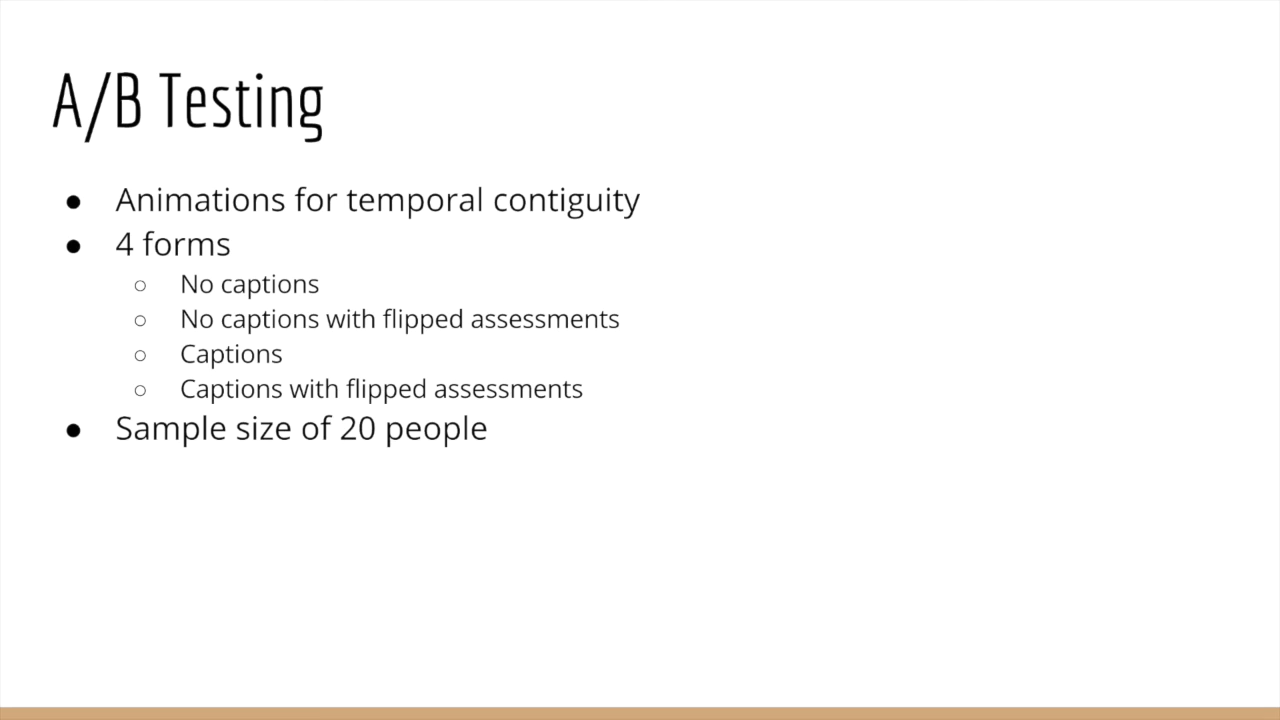 A/B Testing
● Animations for temporal contiguity
● 4 forms
○ No captions
○ No captions with flipped assessments
○ Captions
○ Captions with flipped assessments
● Sample size of 20 people